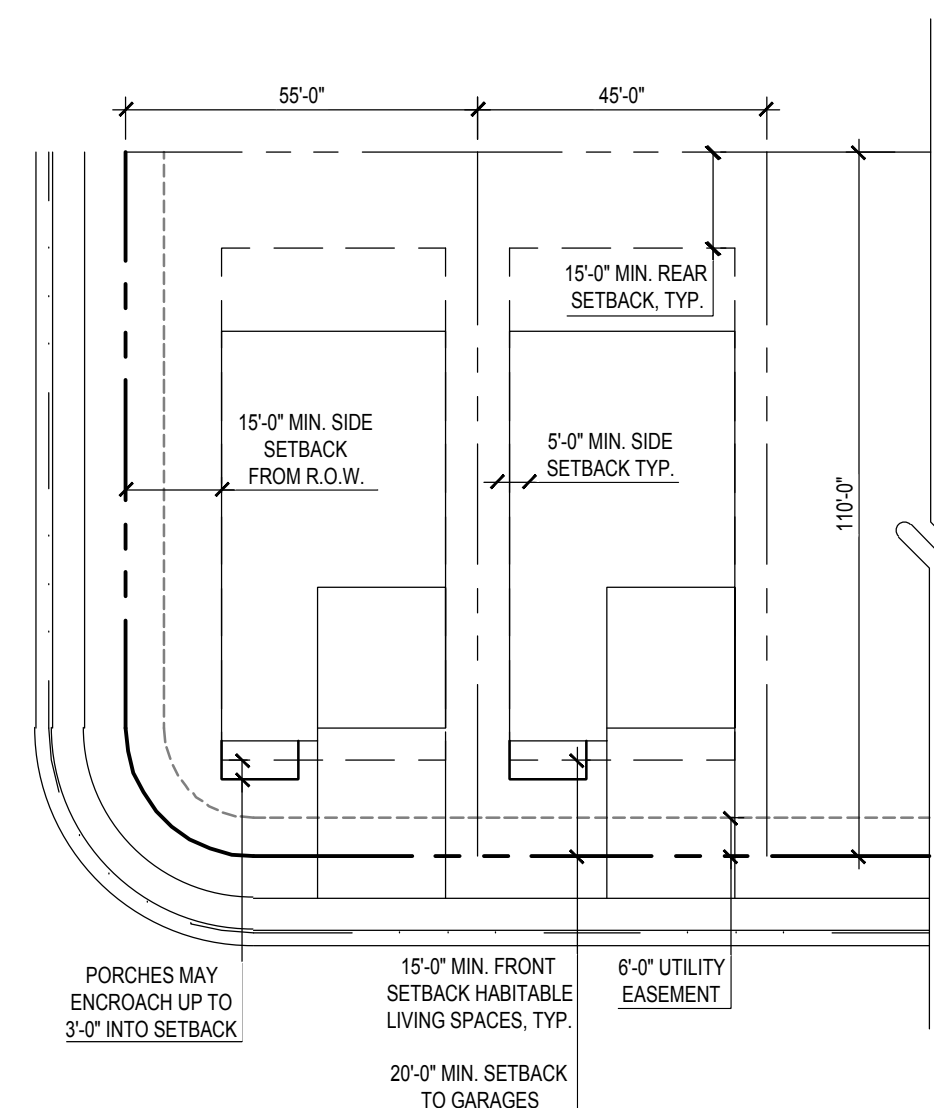 55'-0"
45'-0"
15'-0" MIN. REAR
SETBACK, TYP.
15'-0" MIN. SIDE
SETBACK
FROM R.O.W.
5'-0" MIN. SIDE
SETBACK TYP.
110'-0"
PORCHES MAY
ENCROACH UP TO
3'-0" INTO SETBACK
15'-0" MIN. FRONT
SETBACK HABITABLE
LIVING SPACES, TYP.
20'-0" MIN. SETBACK
TO GARAGES
6'-0" UTILITY
EASEMENT